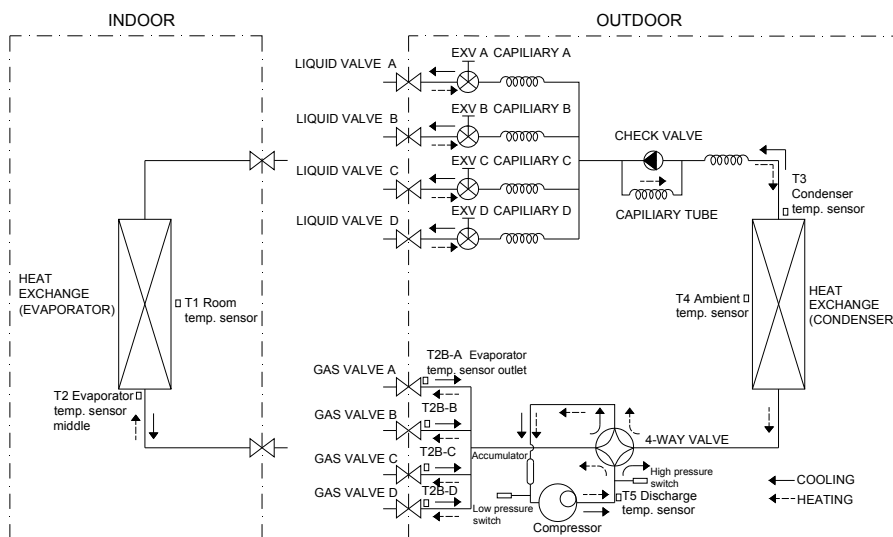 INDOOR
OUTDOOR
LIQUID VALVE A
EXV A CAPILIARY A
LIQUID VALVE B
EXV B CAPILIARY B
LIQUID VALVE C
EXV C CAPILIARY C
LIQUID VALVE D
EXV D CAPILIARY D
CHECK VALVE
CAPILIARY TUBE
T3
Condenser
temp. sensor
HEAT
EXCHANGE
(EVAPORATOR)
T1 Room
temp. sensor
T4 Ambient
temp. sensor
HEAT
EXCHANGE
(CONDENSER
T2 Evaporator
temp. sensor
middle
GAS VALVE A
T2B-A Evaporator
temp. sensor outlet
GAS VALVE B
T2B-B
GAS VALVE C
T2B-C
GAS VALVE D
T2B-D
Accumulator
4-WAY VALVE
High pressure
switch
Low pressure
switch
T5 Discharge
temp. sensor
Compressor
COOLING
HEATING